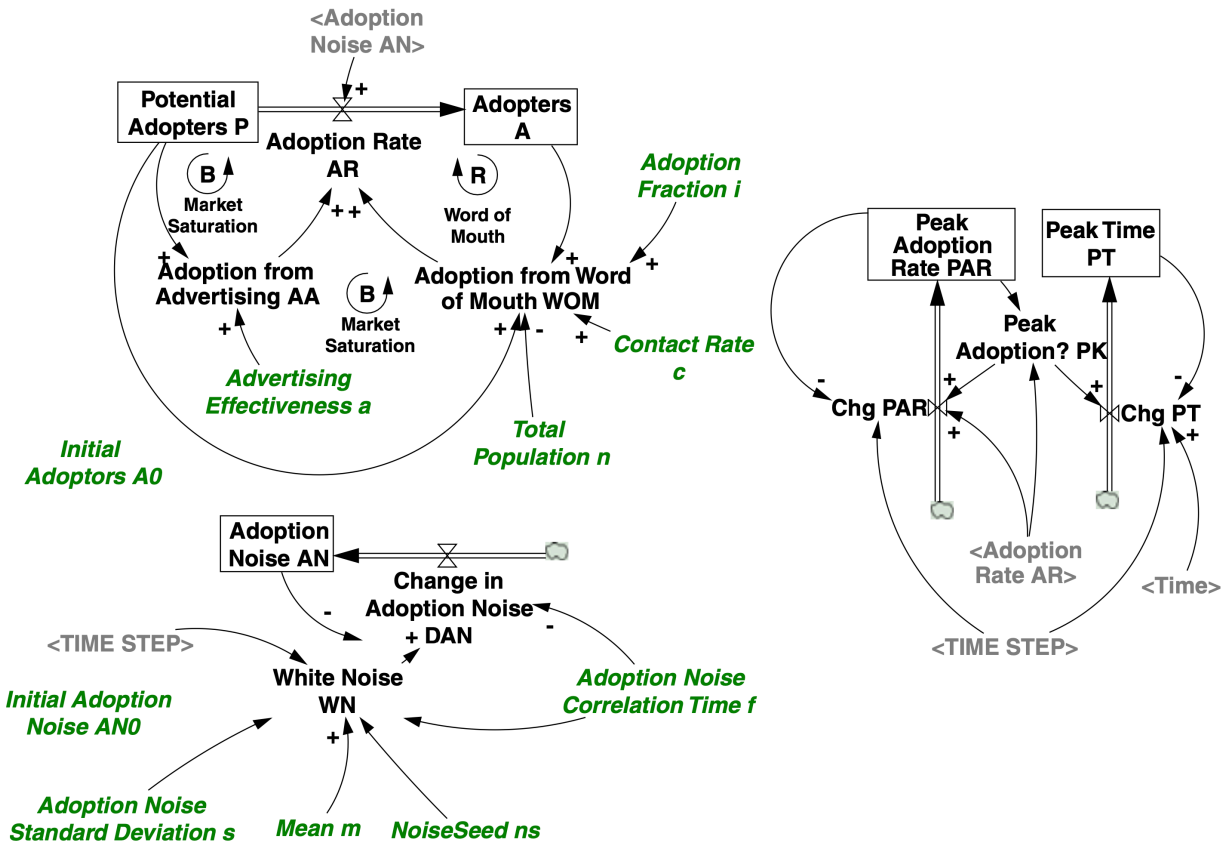 <Adoption
Noise AN>
+
Potential
Adopters P
Adopters
A
Adoption Rate
AR
B
Market
Saturation
R
Word of
Mouth
Adoption
Fraction i
+ +
+
Adoption from
Advertising AA
+
+
+
Adoption from Word
of Mouth WOM
B
Market
Saturation
+
-
+
Contact Rate
c
Advertising
Effectiveness a
Total
Population n
Initial
Adoptors A0
Peak
Adoption
Rate PAR
Peak Time
PT
Peak
Adoption? PK
-
+
+
-
Chg PAR
Chg PT
+
+
<Adoption
Rate AR>
<Time>
<TIME STEP>
Adoption
Noise AN
Change in
Adoption Noise
+ DAN
-
-
<TIME STEP>
White Noise
WN
Adoption Noise
Correlation Time f
Initial Adoption
Noise AN0
+
Adoption Noise
Standard Deviation s
Mean m
NoiseSeed ns